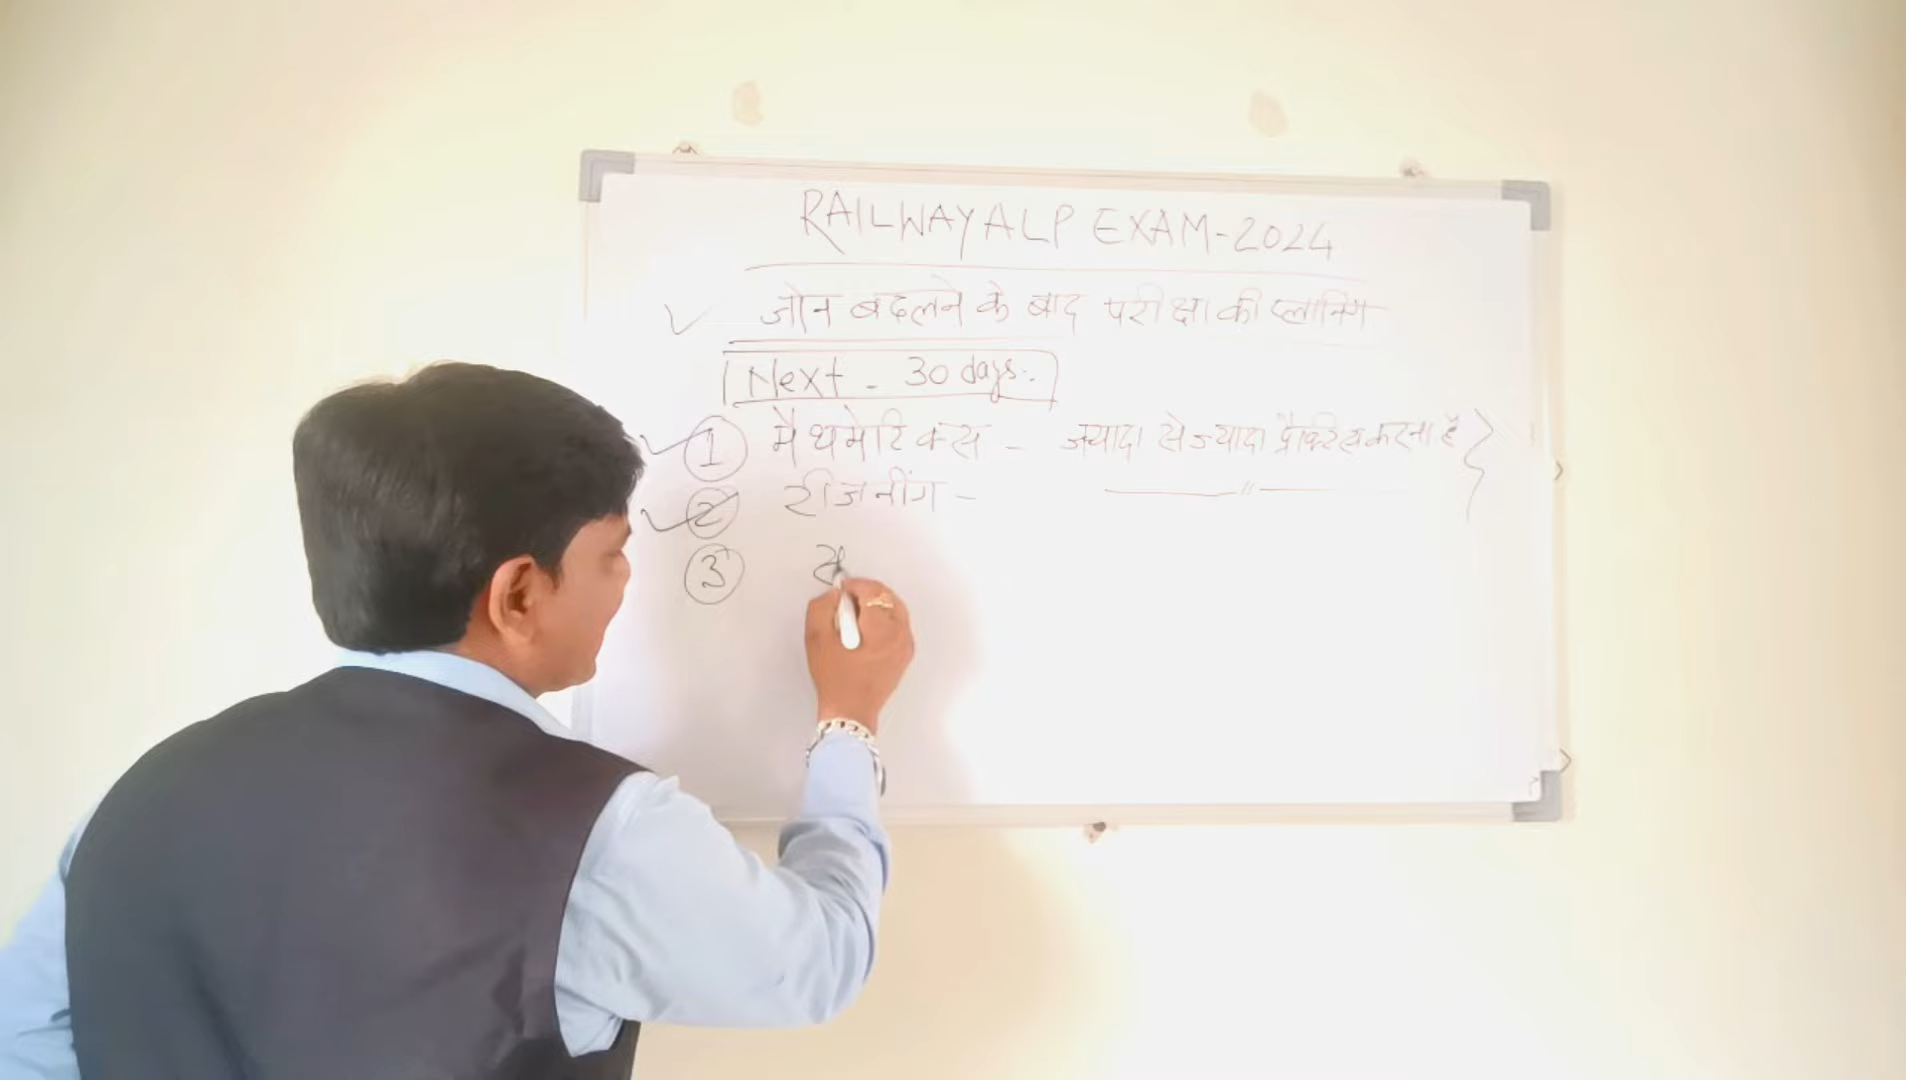 RAILWAY ALP EXAM-2024
जोन बदलने के बाद परीक्षा की प्लानिंग
Next - 30 days.
1 मैथमेटिक्स - ज्यादा से ज्यादा प्रैक्टिस करना है
2 रीजनींग - — " —
3 स